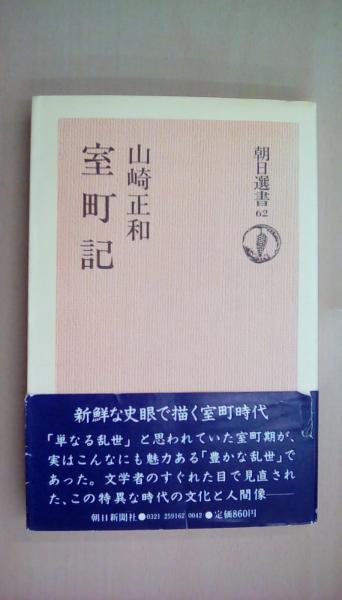 朝日選書
62
山崎正和
室町記
新鮮な史眼で描く室町時代
「単なる乱世」と思われていた室町期が、
実はこんなにも魅力ある「豊かな乱世」で
あった。文学者のすぐれた目で見直され
た、この特異な時代の文化と人間像──
朝日新聞社●0321 259162 0042●定価860円